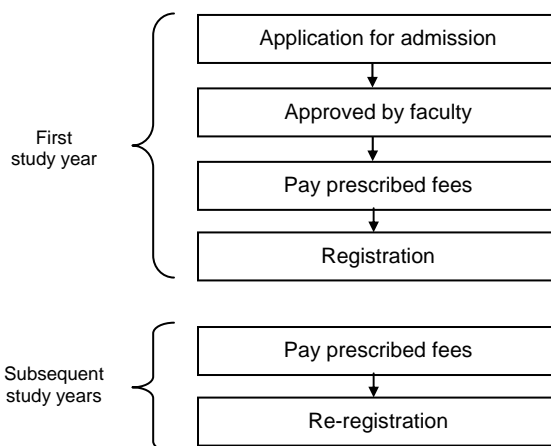 Application for admission
Approved by faculty
First
study year
Pay prescribed fees
Registration
Pay prescribed fees
Subsequent
study years
Re-registration